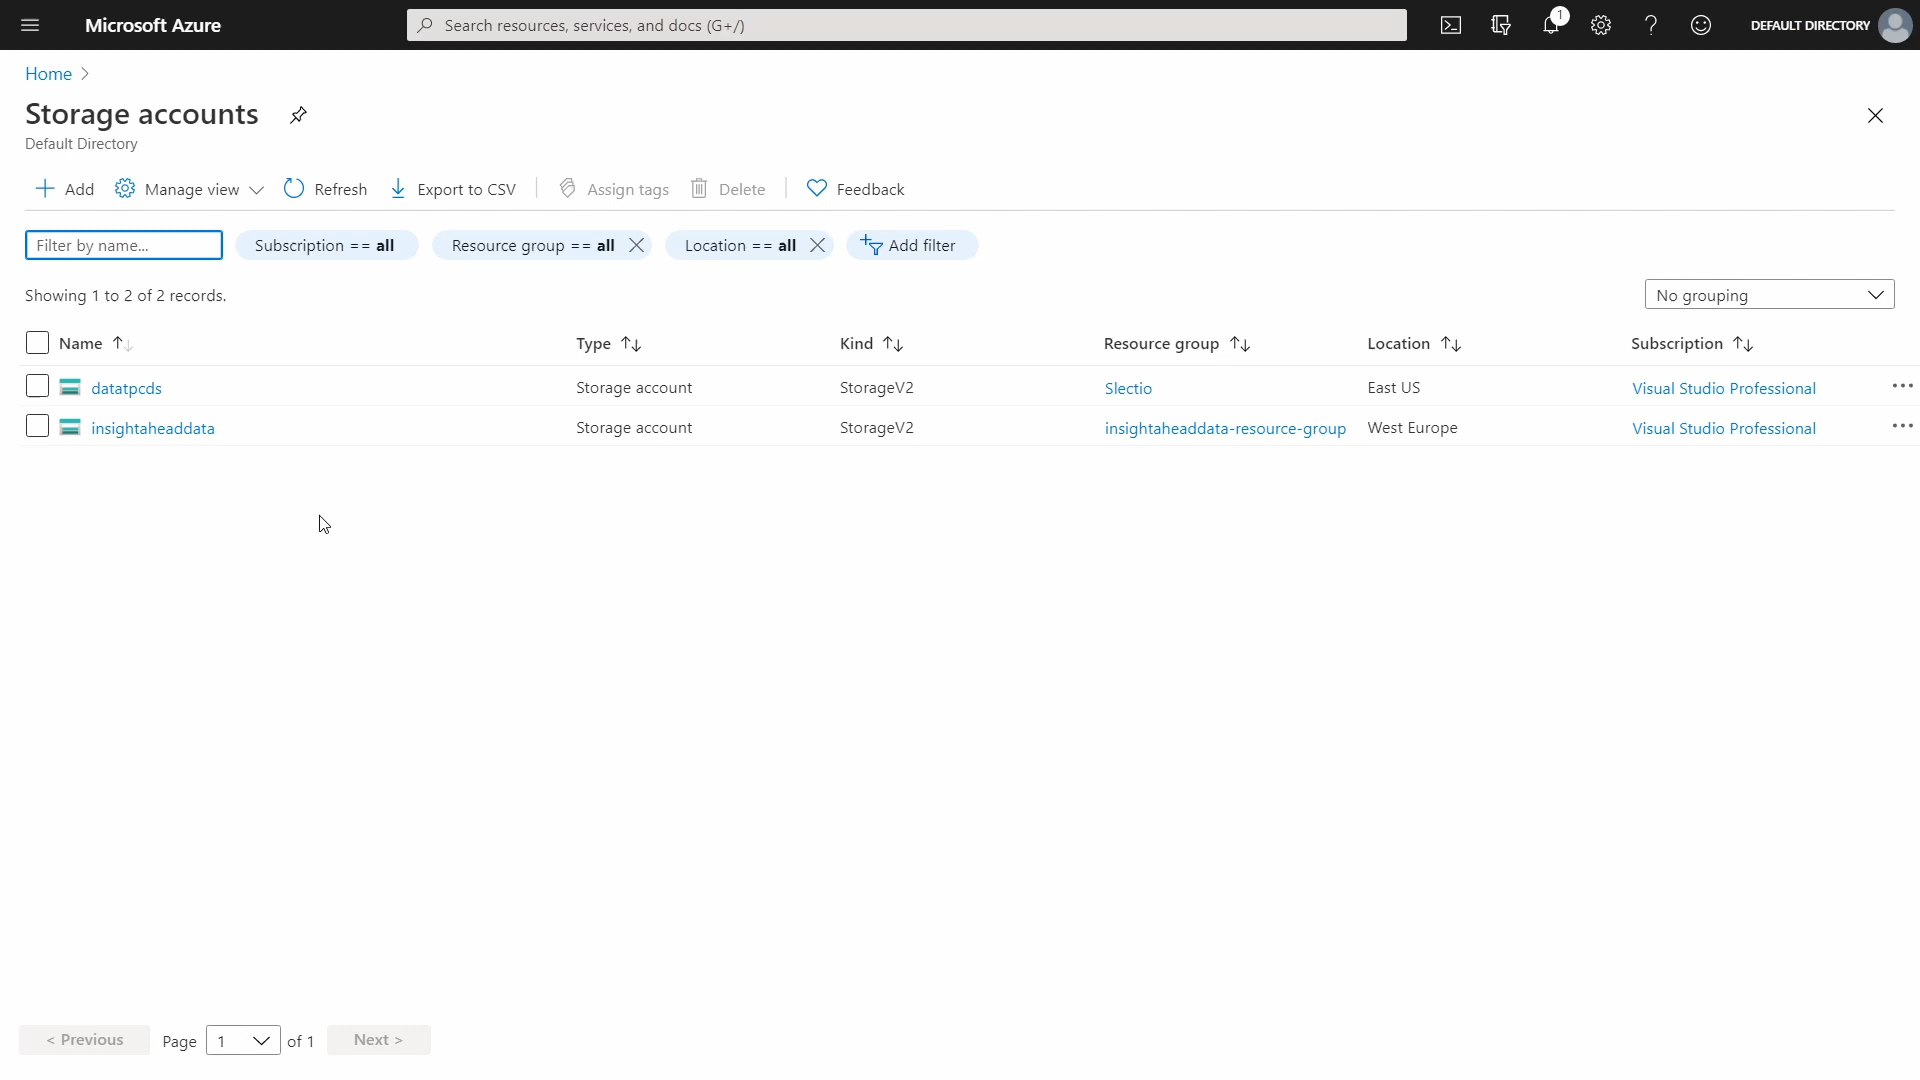 Microsoft Azure
Search resources, services, and docs (G+/)
1
DEFAULT DIRECTORY
Home
Storage accounts
Default Directory
Add
Manage view
Refresh
Export to CSV
Assign tags
Delete
Feedback
Filter by name...
Subscription == all
Resource group == all
Location == all
Add filter
Showing 1 to 2 of 2 records.
No grouping
Name Type Kind Resource group Location Subscription
datatpcds Storage account StorageV2 Slectio East US Visual Studio Professional
insightaheaddata Storage account StorageV2 insightaheaddata-resource-group West Europe Visual Studio Professional
< Previous Page 1 of 1 Next >